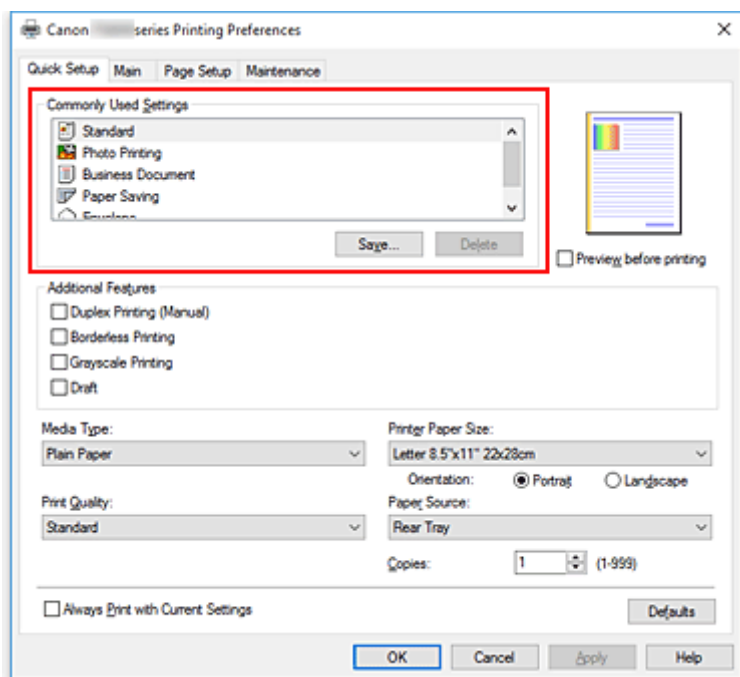 Canon series Printing Preferences
Quick Setup Main Page Setup Maintenance
Commonly Used Settings
Standard
Photo Printing
Business Document
Paper Saving
Envelope
Save... Delete
Preview before printing
Additional Features
Duplex Printing (Manual)
Borderless Printing
Grayscale Printing
Draft
Media Type:
Plain Paper
Printer Paper Size:
Letter 8.5"x11" 22x28cm
Orientation: Portrait Landscape
Print Quality:
Standard
Paper Source:
Rear Tray
Copies: 1 (1-999)
Always Print with Current Settings
Defaults
OK Cancel Apply Help